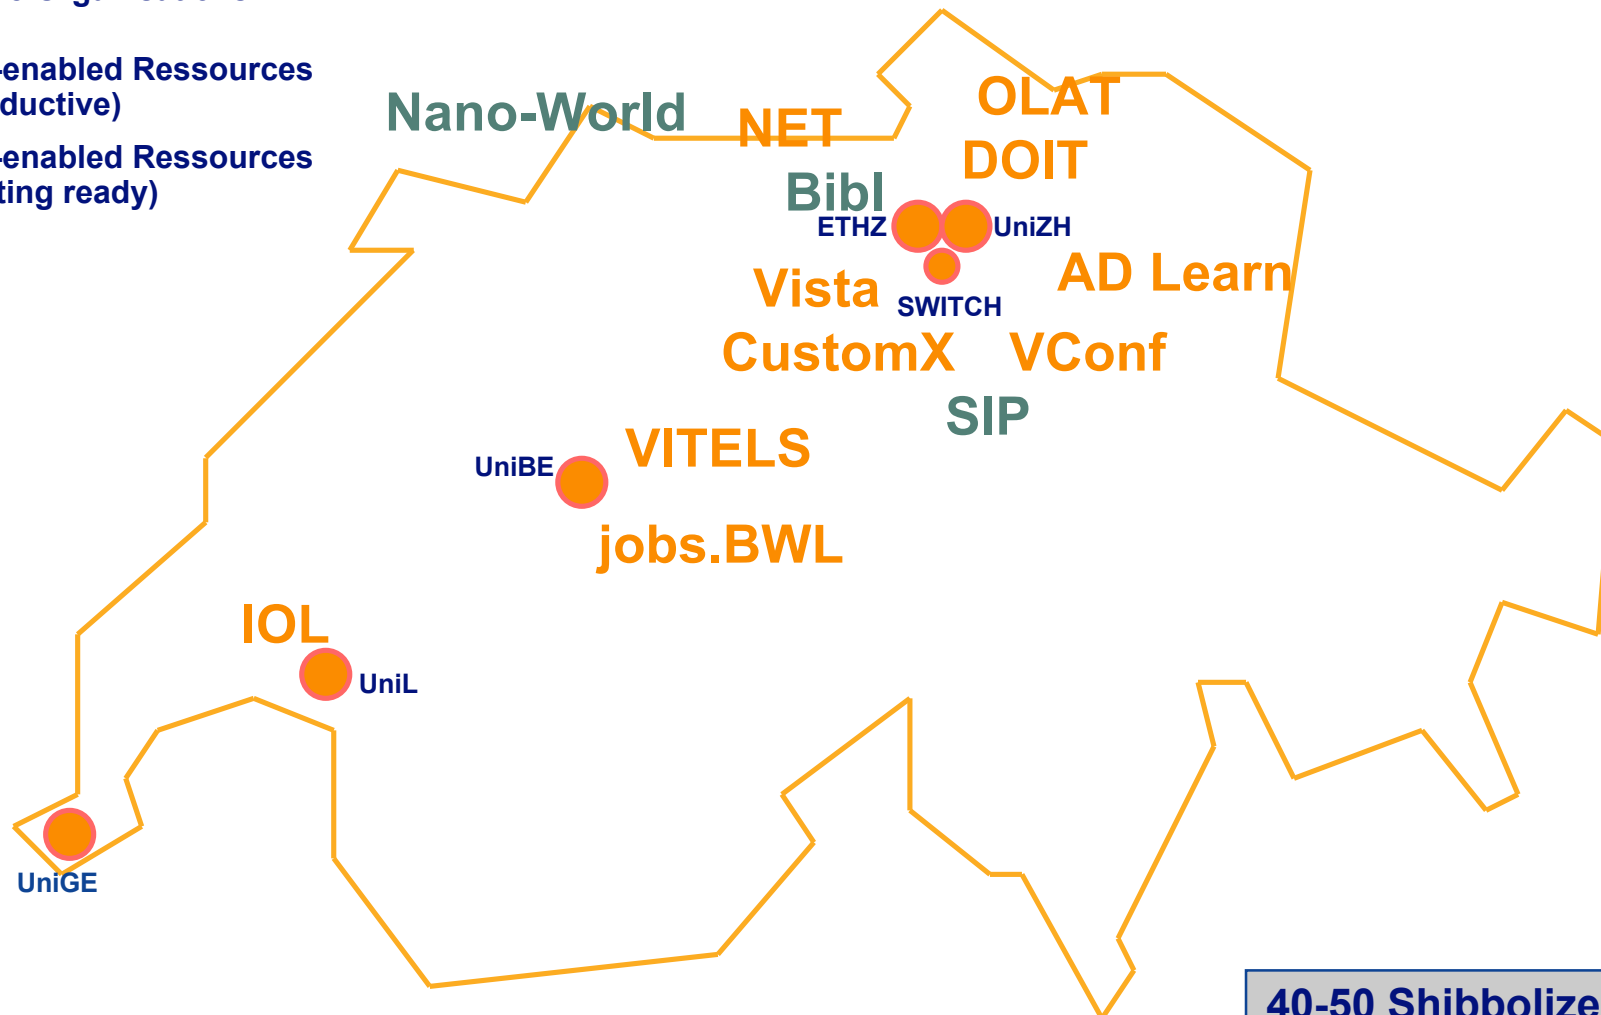 -enabled Ressources
ductive)
-enabled Ressources
ting ready)
Nano-World
NET
OLAT
DOIT
Bibl
ETHZ
UniZH
Vista
SWITCH
AD Learn
CustomX
VConf
SIP
UniBE
VITELS
jobs.BWL
IOL
UniL
UniGE
40-50 Shibbolize